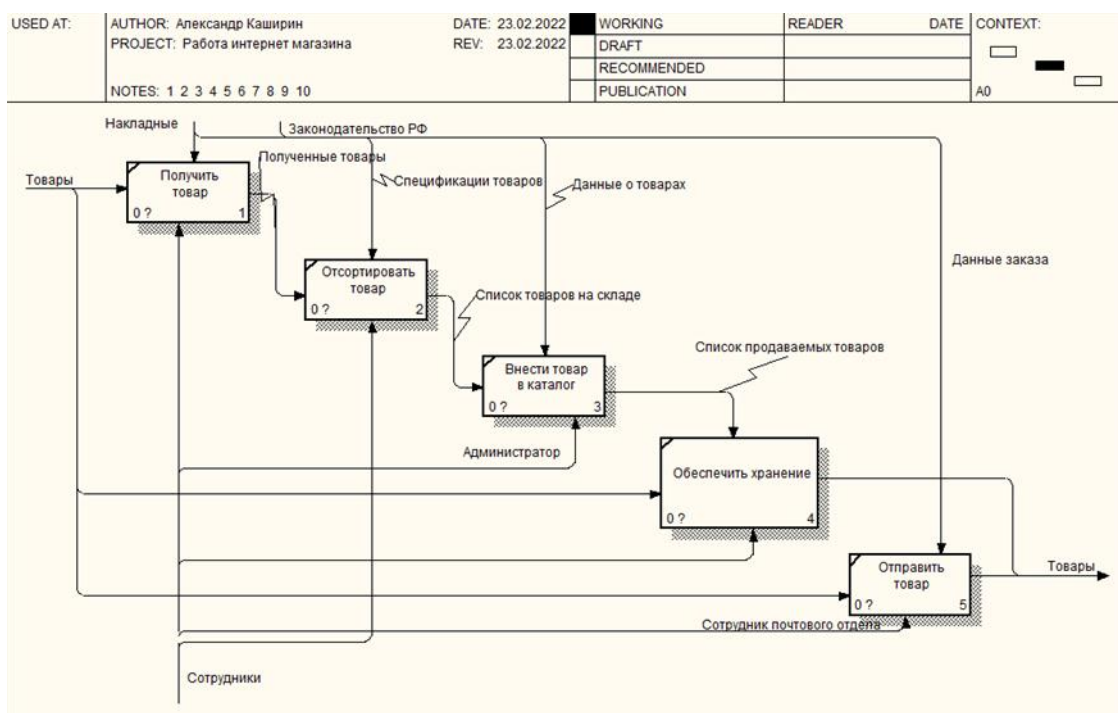 USED AT:
AUTHOR: Александр Каширин
DATE: 23.02.2022
WORKING
READER
DATE
CONTEXT:
PROJECT: Работа интернет магазина
REV: 23.02.2022
DRAFT
RECOMMENDED
NOTES: 1 2 3 4 5 6 7 8 9 10
PUBLICATION
A0
Накладные
Законодательство РФ
Полученные товары
Товары
Получить
товар
0 ?
1
Спецификации товаров
Данные о товарах
Данные заказа
Отсортировать
товар
0 ?
2
Список товаров на складе
Список продаваемых товаров
Внести товар
в каталог
0 ?
3
Администратор
Обеспечить хранение
0 ?
4
Отправить
товар
0 ?
5
Товары
Сотрудник почтового отдела
Сотрудники